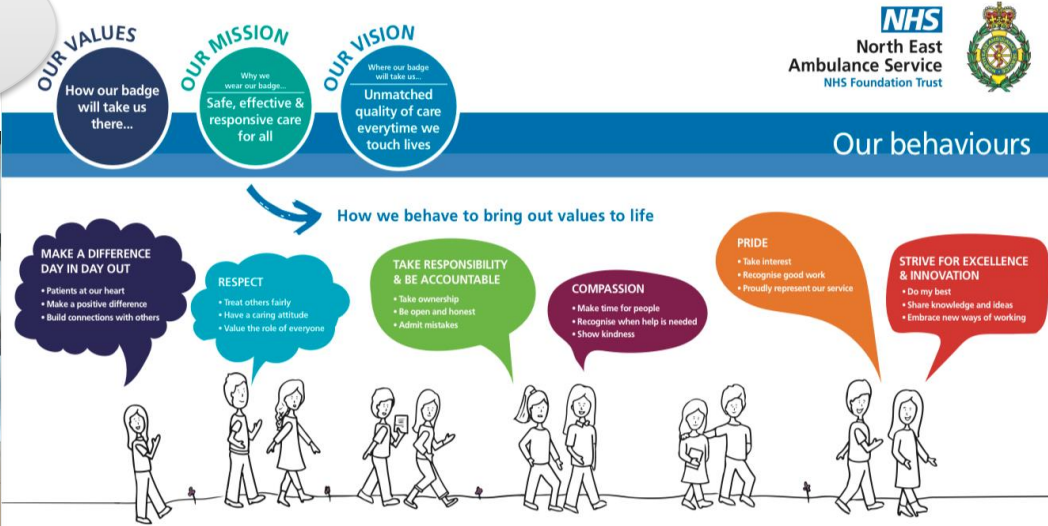 OUR VALUES
How our badge
will take us
there...
OUR MISSION
Why we
wear our badge...
Safe, effective &
responsive care
for all
OUR VISION
Where our badge
will take us...
Unmatched
quality of care
everytime we
touch lives
NHS
North East
Ambulance Service
NHS Foundation Trust
Our behaviours
How we behave to bring out values to life
MAKE A DIFFERENCE
DAY IN DAY OUT
• Patients at our heart
• Make a positive difference
• Build connections with others
RESPECT
• Treat others fairly
• Have a caring attitude
• Value the role of everyone
TAKE RESPONSIBILITY
& BE ACCOUNTABLE
• Take ownership
• Be open and honest
• Admit mistakes
COMPASSION
• Make time for people
• Recognise when help is needed
• Show kindness
PRIDE
• Take interest
• Recognise good work
• Proudly represent our service
STRIVE FOR EXCELLENCE
& INNOVATION
• Do my best
• Share knowledge and ideas
• Embrace new ways of working